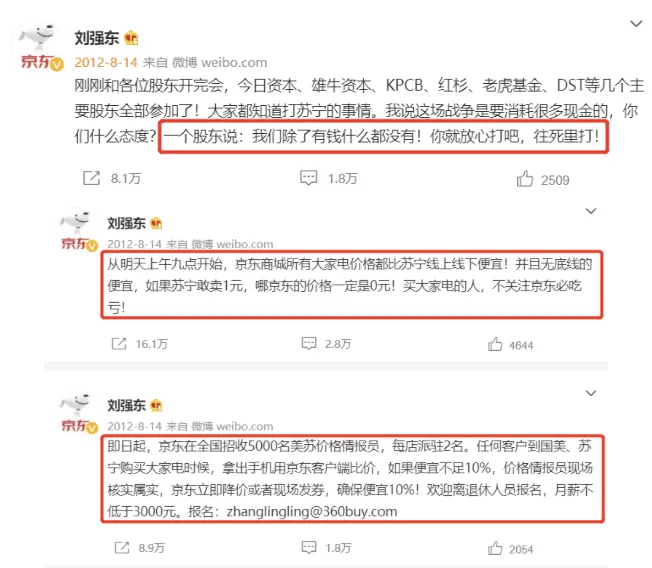 刘强东
京东
2012-8-14 来自 微博 weibo.com
刚刚和各位股东开完会，今日资本、雄牛资本、KPCB、红杉、老虎基金、DST等几个主
要股东全部参加了！大家都知道打苏宁的事情。我说这场战争是要消耗很多现金的，你
们什么态度？一个股东说：我们除了有钱什么都没有！你就放心打吧，往死里打！
8.1万 1.8万 2509
刘强东
京东
2012-8-14 来自 微博 weibo.com
从明天上午九点开始，京东商城所有大家电价格都比苏宁线上线下便宜！并且无底线的
便宜，如果苏宁敢卖1元，哪京东的价格一定是0元！买大家电的人，不关注京东必吃
亏！
16.1万 2.8万 4644
刘强东
京东
2012-8-14 来自 微博 weibo.com
即日起，京东在全国招收5000名美苏价格情报员，每店派驻2名。任何客户到国美、苏
宁购买大家电时候，拿出手机用京东客户端比价，如果便宜不足10%，价格情报员现场
核实属实，京东立即降价或者现场发券，确保便宜10%！欢迎离退休人员报名，月薪不
低于3000元。报名：zhanglingling@360buy.com
8.9万 1.8万 2054